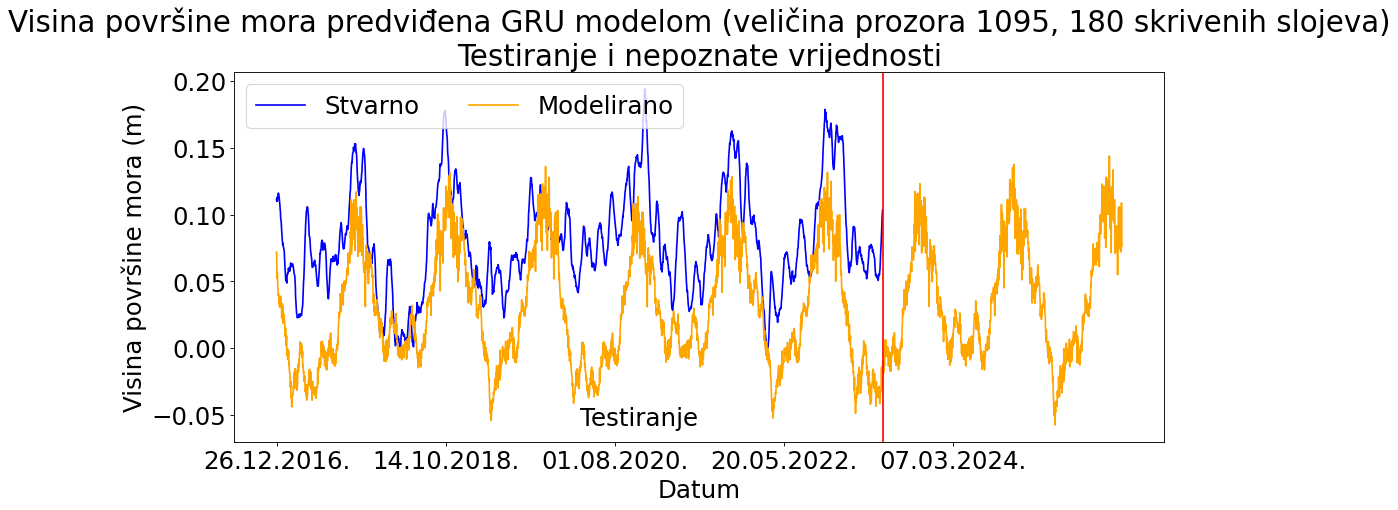 Visina površine mora predviđena GRU modelom (veličina prozora 1095, 180 skrivenih slojeva)
Testiranje i nepoznate vrijednosti
Stvarno
Modelirano
Visina površine mora (m)
0.20
0.15
0.10
0.05
0.00
−0.05
Testiranje
26.12.2016.
14.10.2018.
01.08.2020.
20.05.2022.
07.03.2024.
Datum